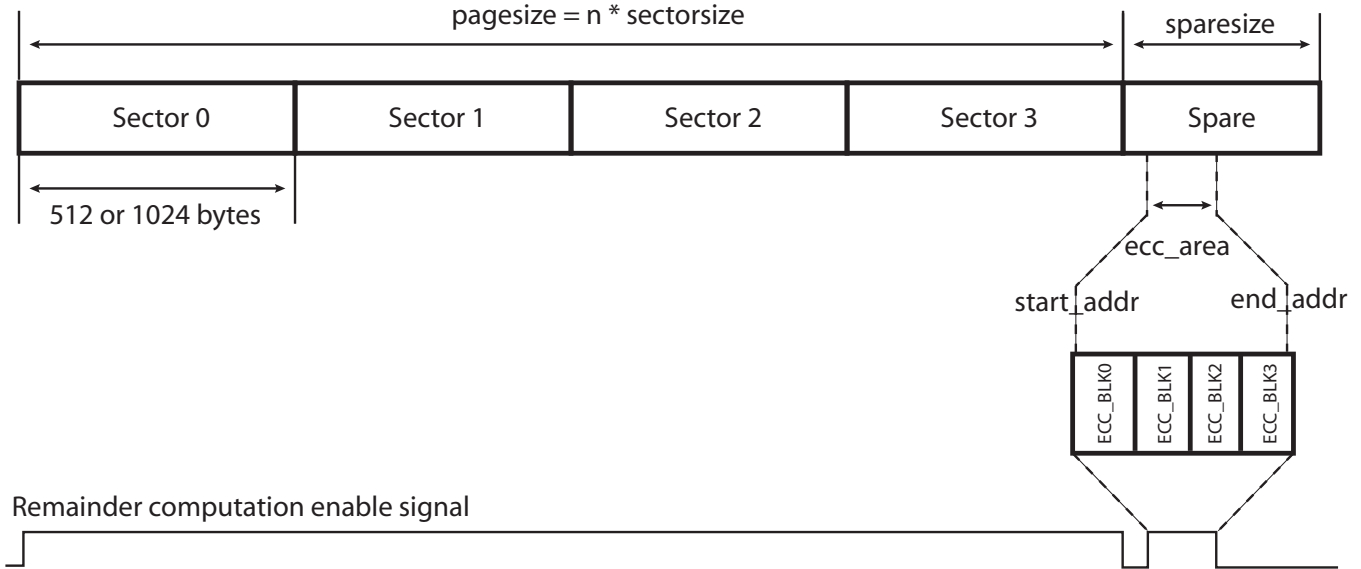 pagesize = n * sectorsize
sparesize
Sector 0
Sector 1
Sector 2
Sector 3
Spare
512 or 1024 bytes
ecc_area
start_addr
end_addr
ECC_BLK0
ECC_BLK1
ECC_BLK2
ECC_BLK3
Remainder computation enable signal